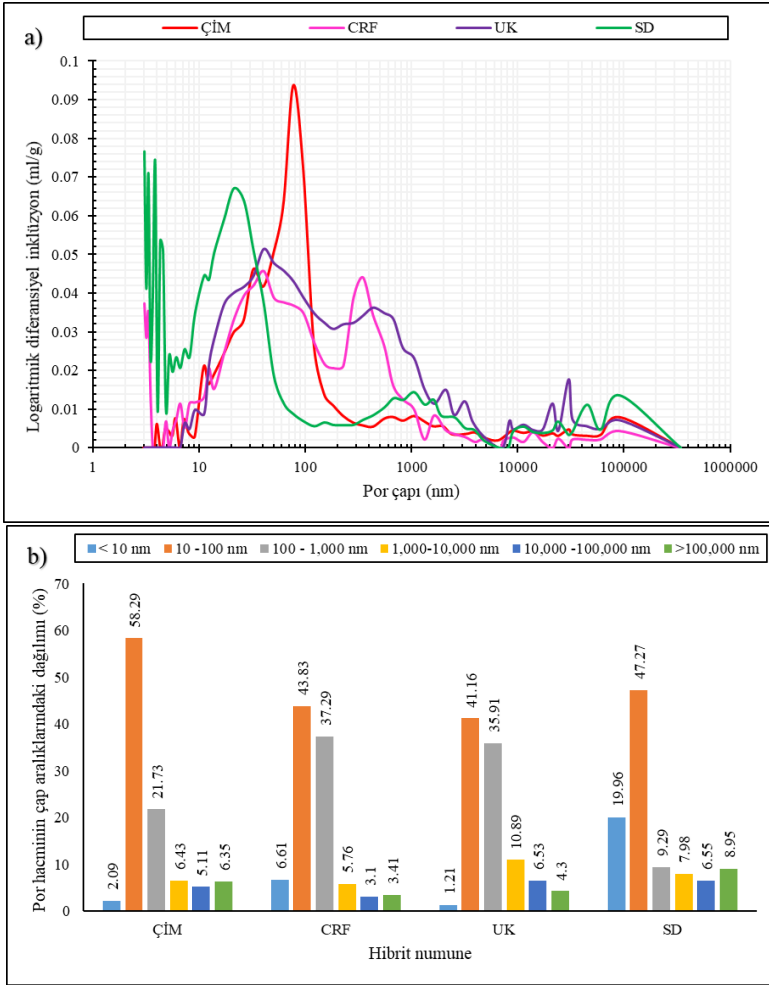 a)
ÇİM CRF UK SD
Logaritmik diferansiyel inklüzyon (ml/g)
0.1
0.09
0.08
0.07
0.06
0.05
0.04
0.03
0.02
0.01
0
1 10 100 1000 10000 100000 1000000
Por çapı (nm)
b)
< 10 nm 10 -100 nm 100 - 1,000 nm 1,000-10,000 nm 10,000 -100,000 nm >100,000 nm
Por hacminin çap aralıklarındaki dağılımı (%)
70
60
50
40
30
20
10
0
2.09 58.29 21.73 6.43 5.11 6.35
6.61 43.83 37.29 5.76 3.1 3.41
1.21 41.16 35.91 10.89 6.53 4.3
19.96 47.27 9.29 7.98 6.55 8.95
ÇİM CRF UK SD
Hibrit numune